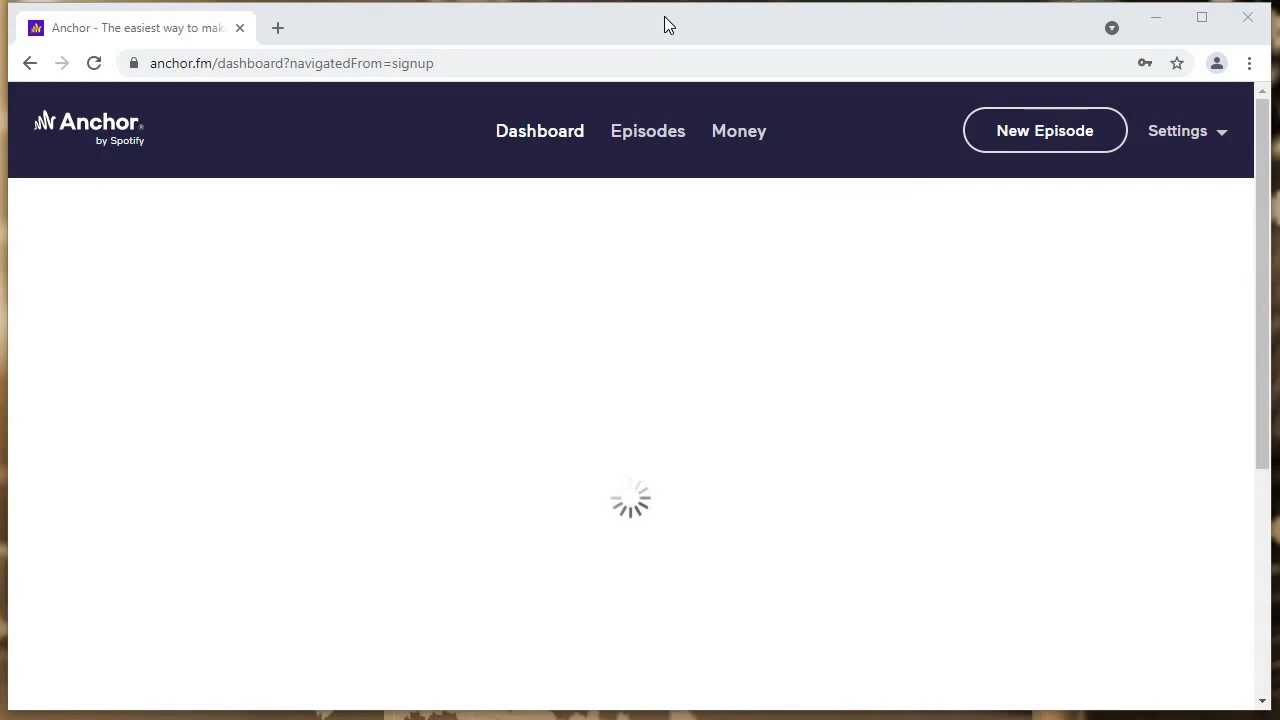 Anchor - The easiest way to mak
anchor.fm/dashboard?navigatedFrom=signup
Anchor
by Spotify
Dashboard
Episodes
Money
New Episode
Settings